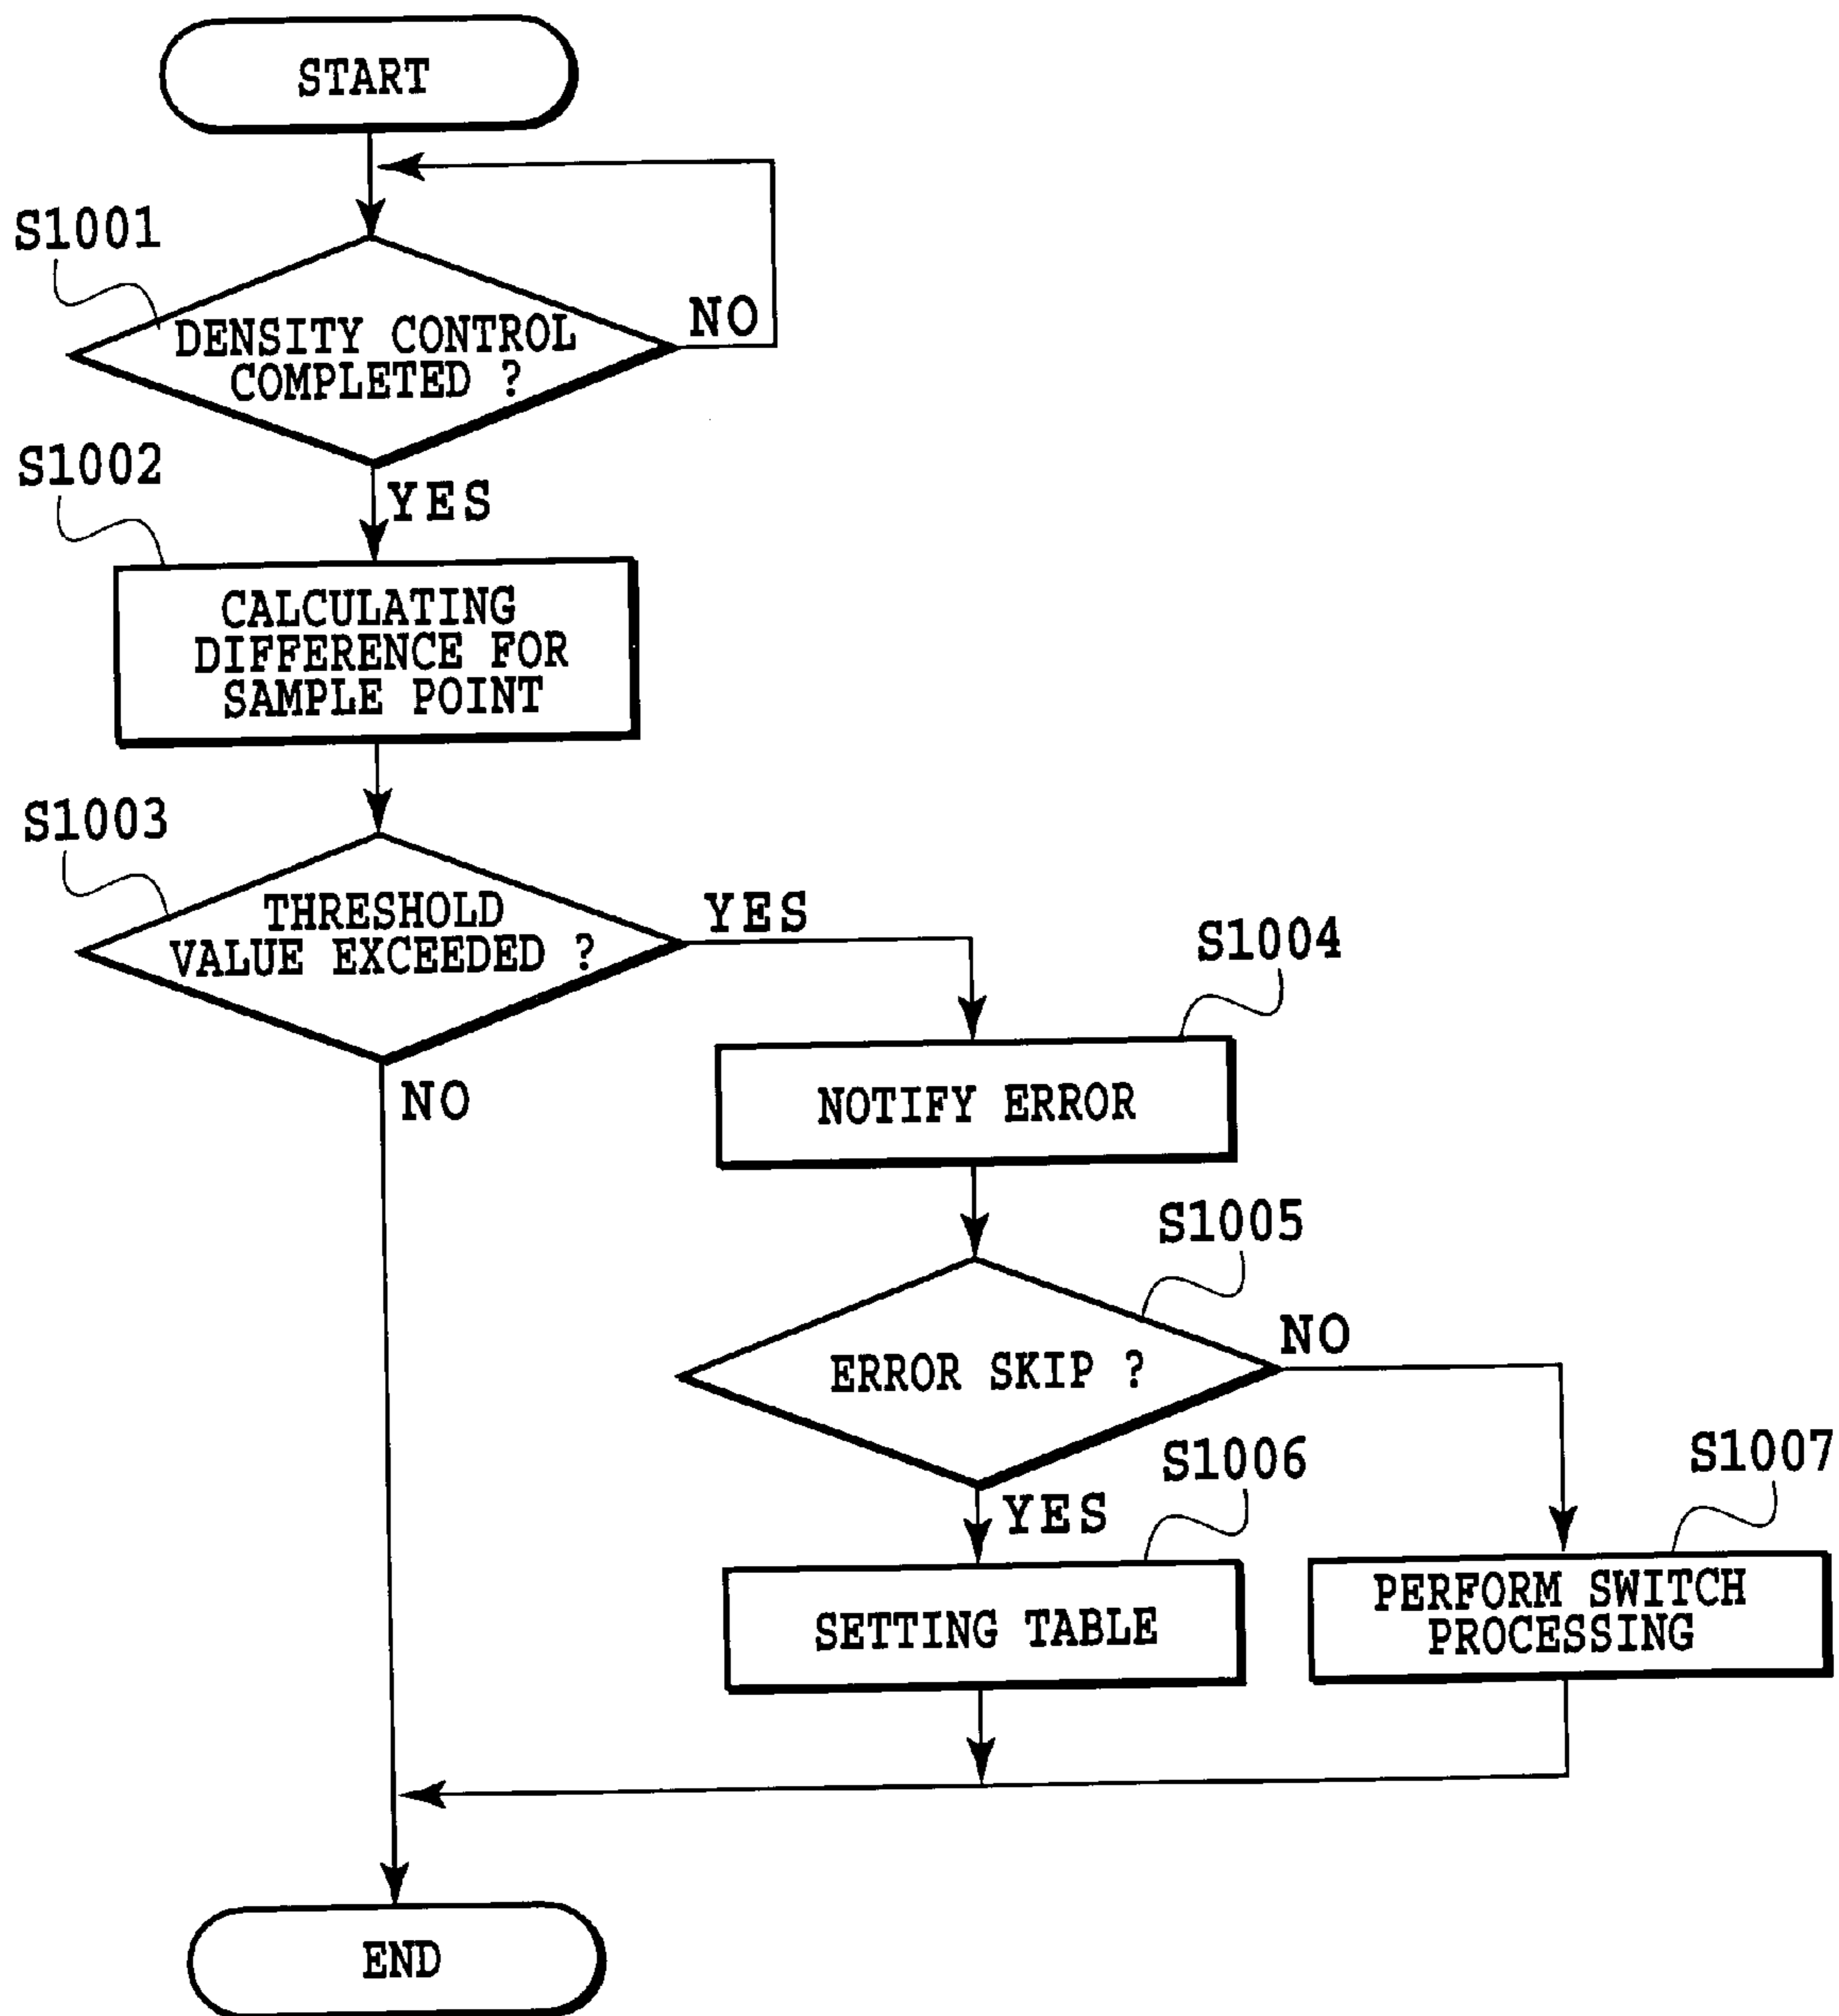 START
S1001
DENSITY CONTROL
COMPLETED ?
NO
S1002
YES
CALCULATING
DIFFERENCE FOR
SAMPLE POINT
S1003
THRESHOLD
VALUE EXCEEDED ?
YES
NO
S1004
NOTIFY ERROR
S1005
ERROR SKIP ?
NO
YES
S1006
SETTING TABLE
S1007
PERFORM SWITCH
PROCESSING
END